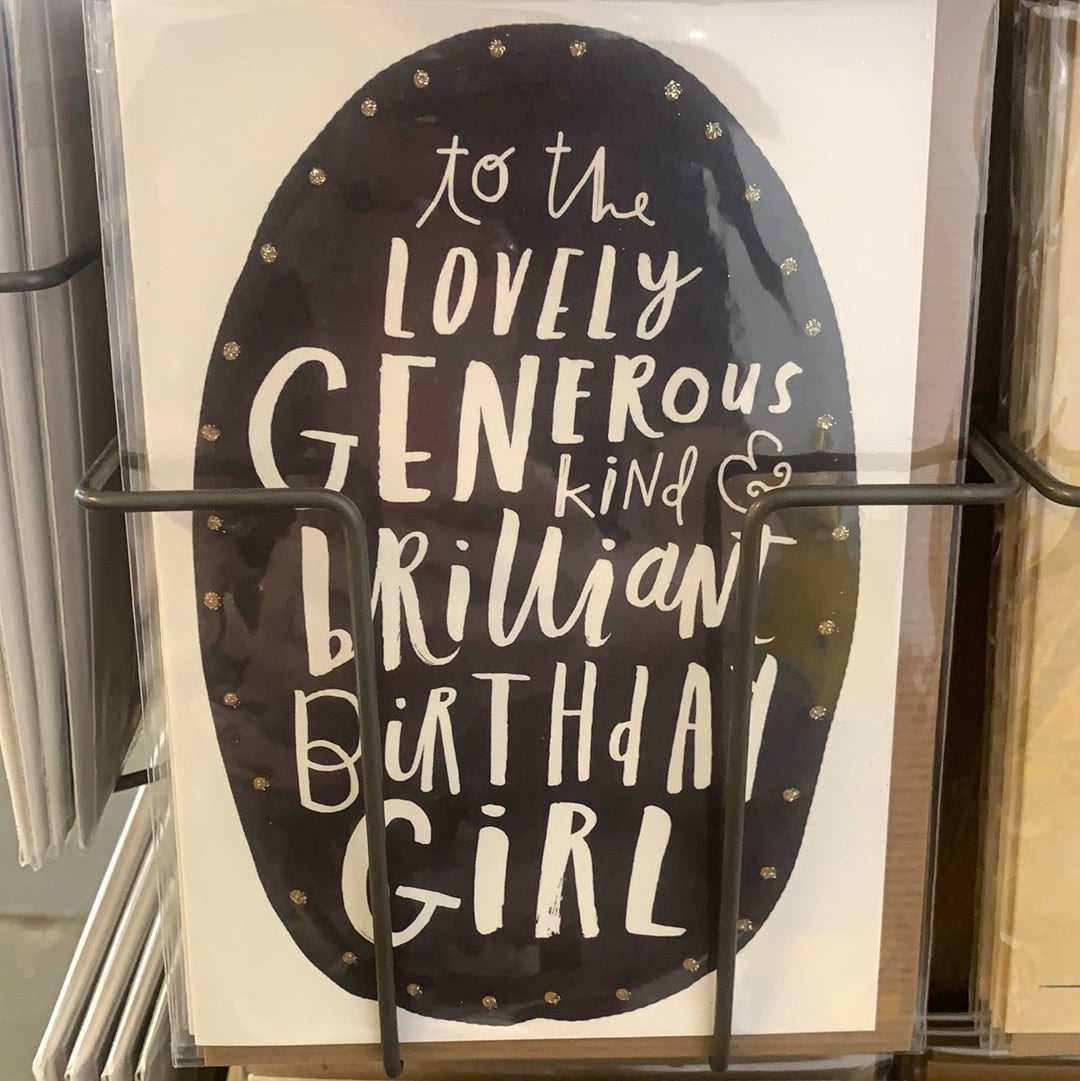 to the
LOVELY
GENEROUS
KiNd &
bRilliaNT
BiRTHdAY
GiRL